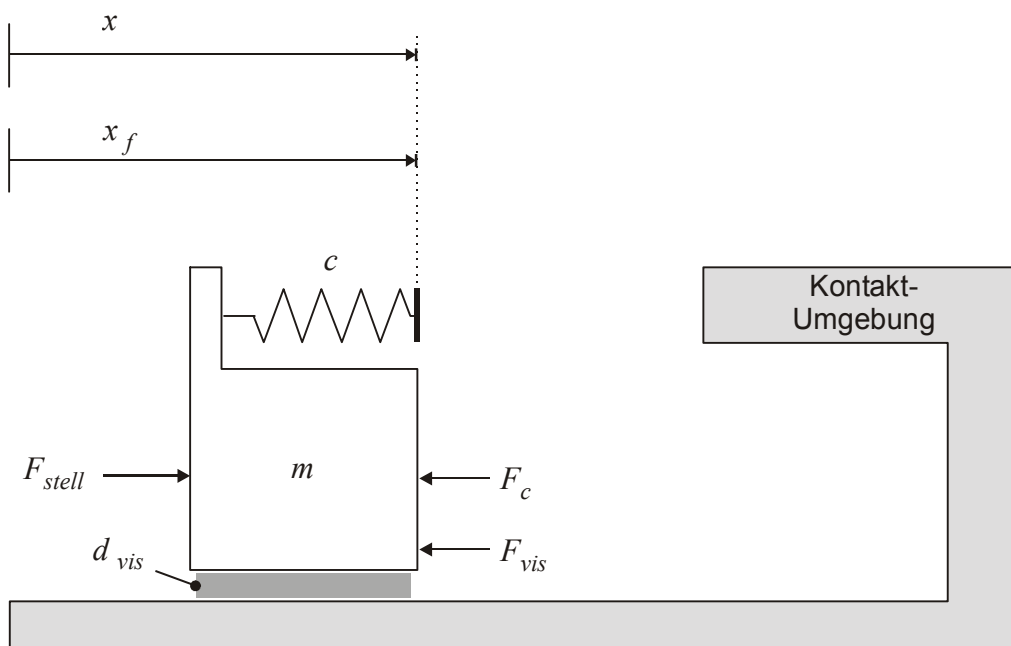 x
x_f
c
Kontakt-
Umgebung
F_stell
m
F_c
F_vis
d_vis